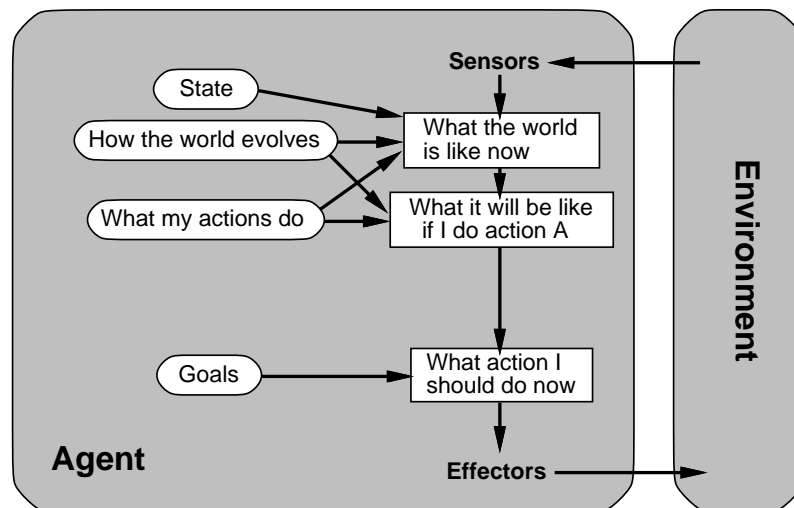 Sensors
State
What the world
is like now
How the world evolves
What it will be like
if I do action A
What my actions do
What action I
should do now
Goals
Agent
Effectors
Environment